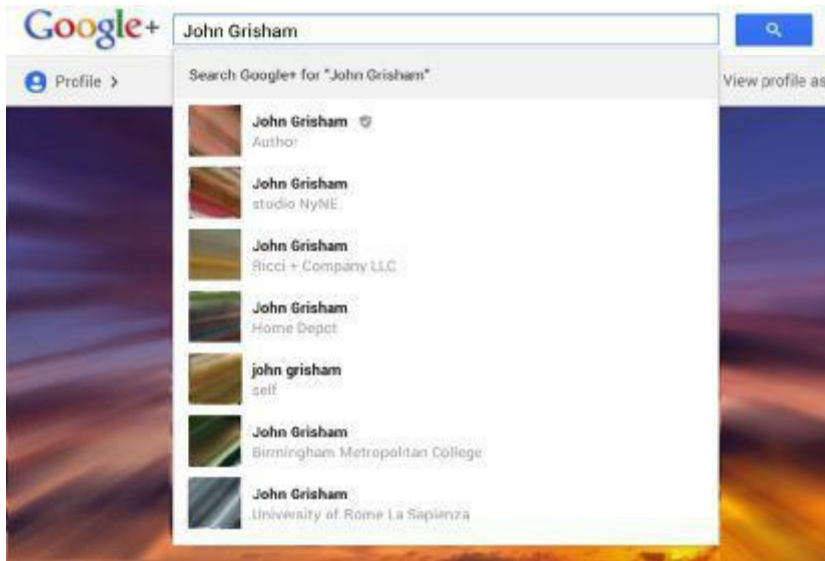 Google+
John Grisham
Profile >
Search Google+ for "John Grisham"
View profile as
John Grisham
Author
John Grisham
studio NyNE
John Grisham
Ricci + Company LLC
John Grisham
Home Depot
john grisham
self
John Grisham
Birmingham Metropolitan College
John Grisham
University of Rome La Sapienza